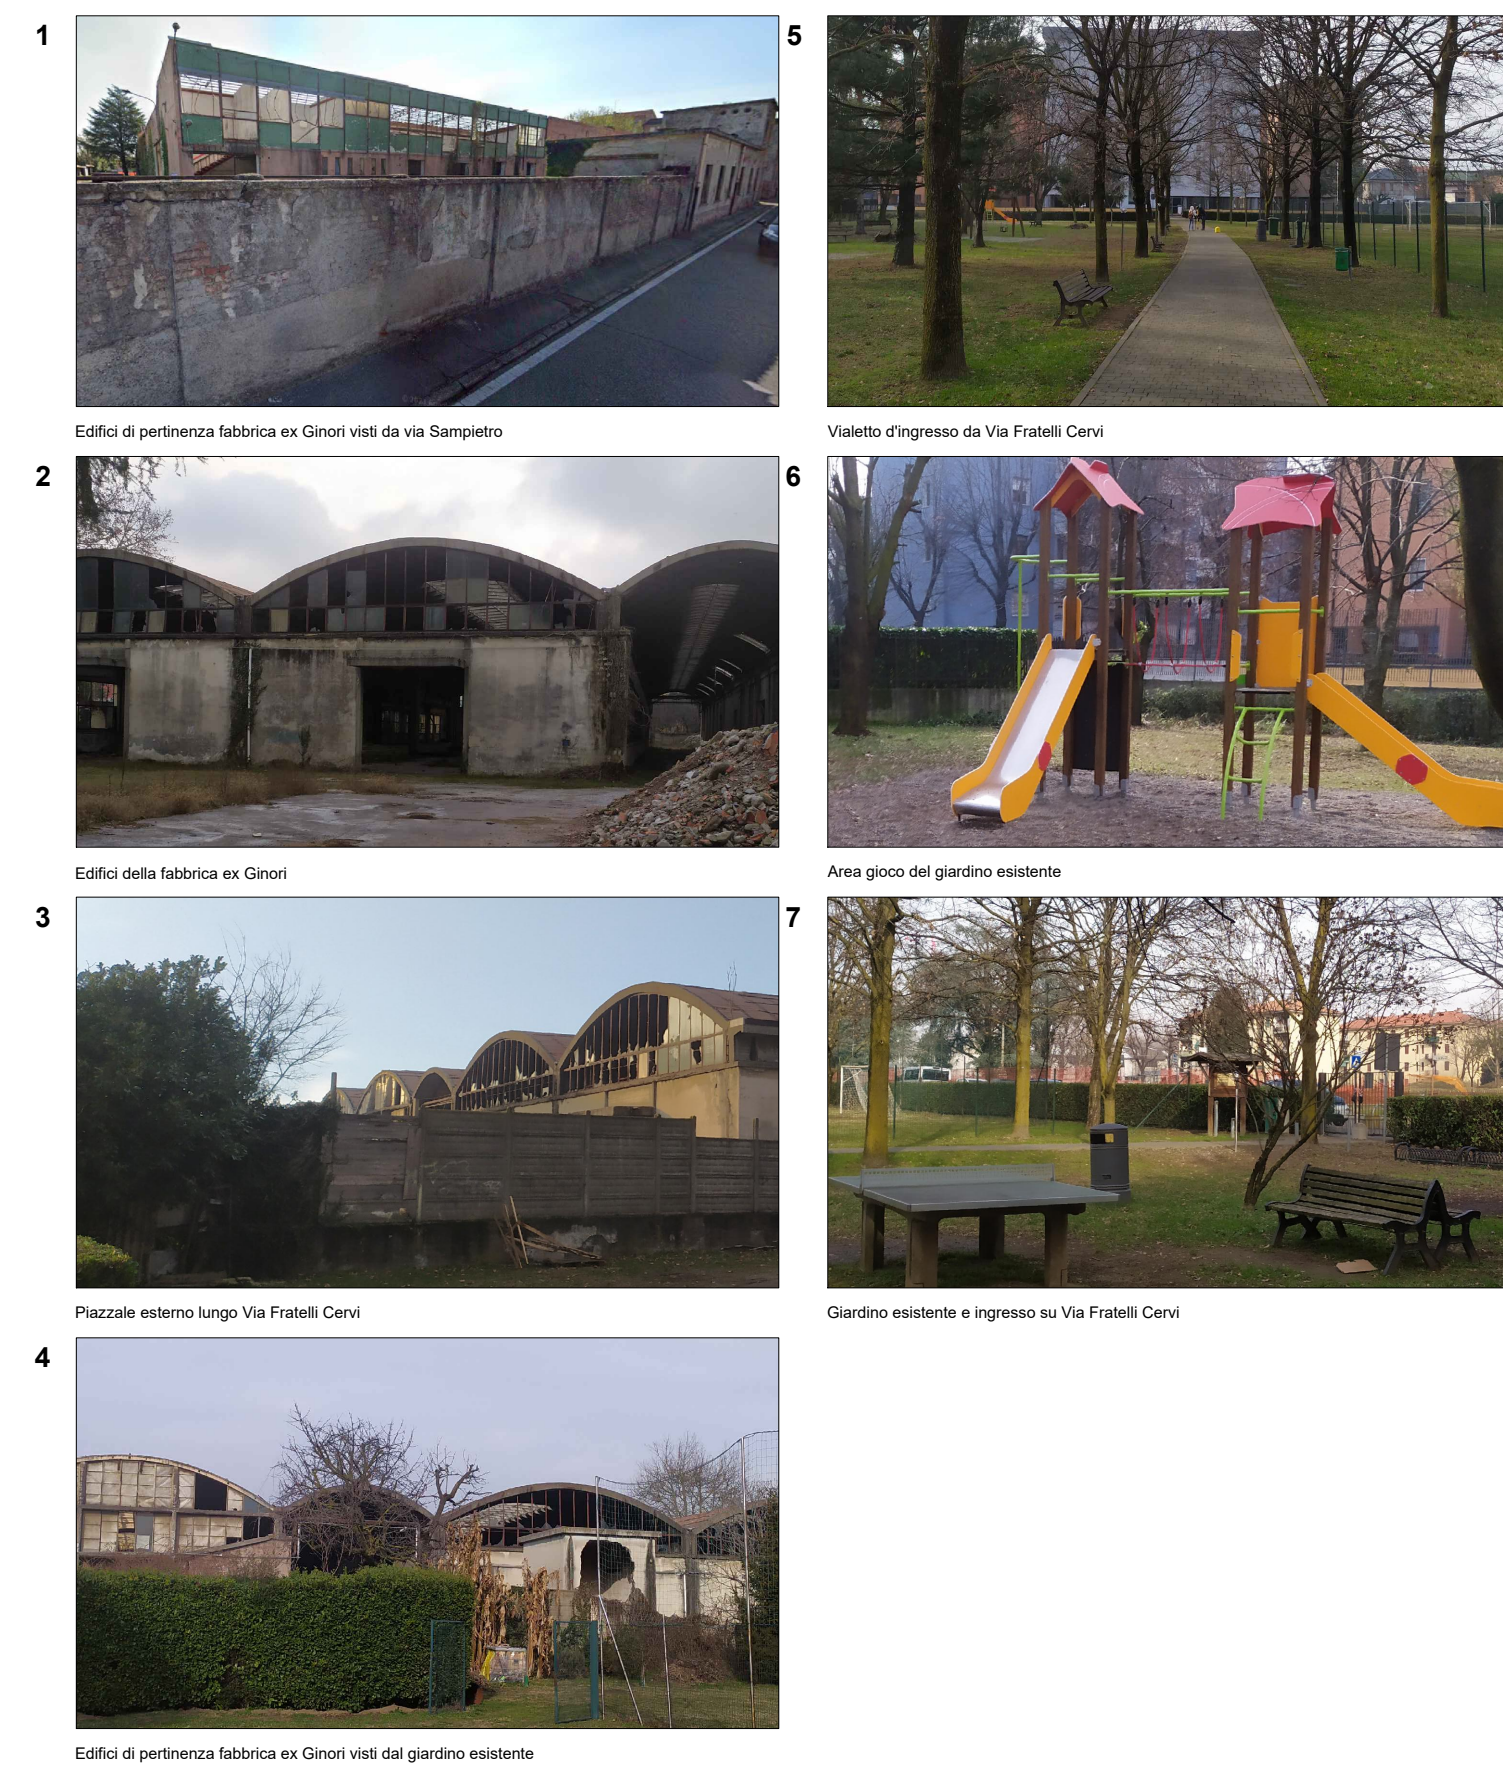 1
Edifici di pertinenza fabbrica ex Ginori visti da via Sampietro
2
Edifici della fabbrica ex Ginori
3
Piazzale esterno lungo Via Fratelli Cervi
4
Edifici di pertinenza fabbrica ex Ginori visti dal giardino esistente
5
Vialetto d'ingresso da Via Fratelli Cervi
6
Area gioco del giardino esistente
7
Giardino esistente e ingresso su Via Fratelli Cervi